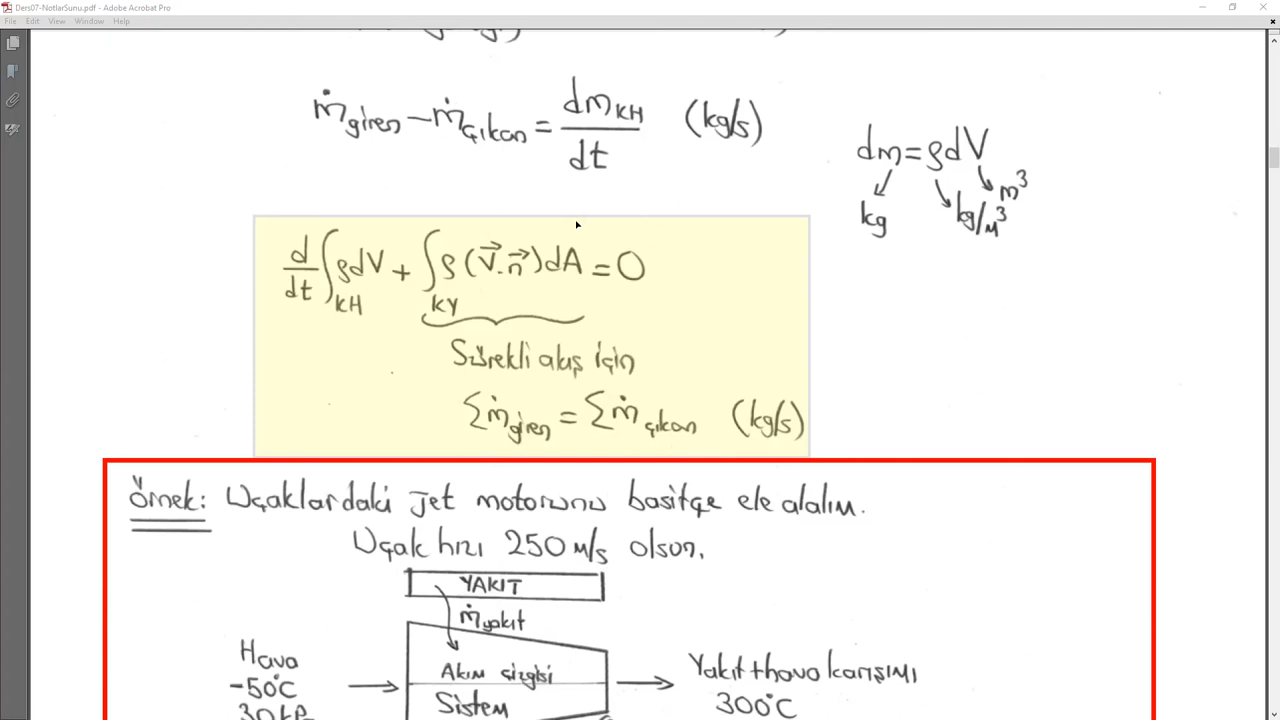 Ders07-NotlarSunu.pdf - Adobe Acrobat Pro
File Edit View Window Help
ṁgiren - ṁçıkan = dmKH/dt (kg/s)
dm = ρdV
kg kg/m³ m³
d/dt ∫KH ρdV + ∫KY ρ(V⃗.n⃗)dA = 0
Sürekli akış için
Σṁgiren = Σṁçıkan (kg/s)
Örnek: Uçaklardaki jet motorunu basitçe ele alalım.
Uçak hızı 250 m/s olsun.
YAKIT
ṁyakıt
Hava
-50°C
30 kPa
Akım çizgisi
Sistem
Yakıt+hava karışımı
300°C